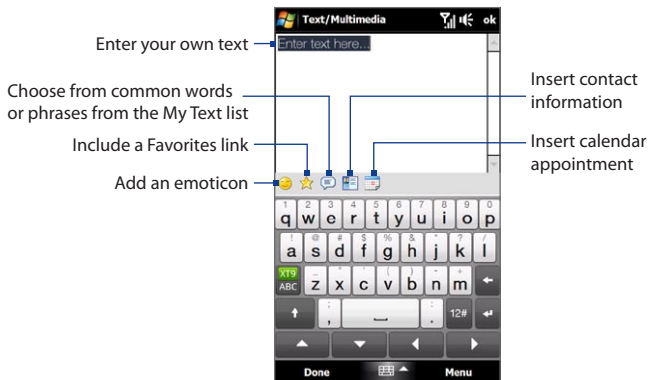 Text/Multimedia ok
Enter your own text
Enter text here...
Choose from common words
or phrases from the My Text list
Insert contact
information
Include a Favorites link
Insert calendar
appointment
Add an emoticon
1 2 3 4 5 6 7 8 9 0
q w e r t y u i o p
! @ # $ % & ? /
a s d f g h j k l
XT9
ABC
z x c v b n m
, . 12#
Done Menu